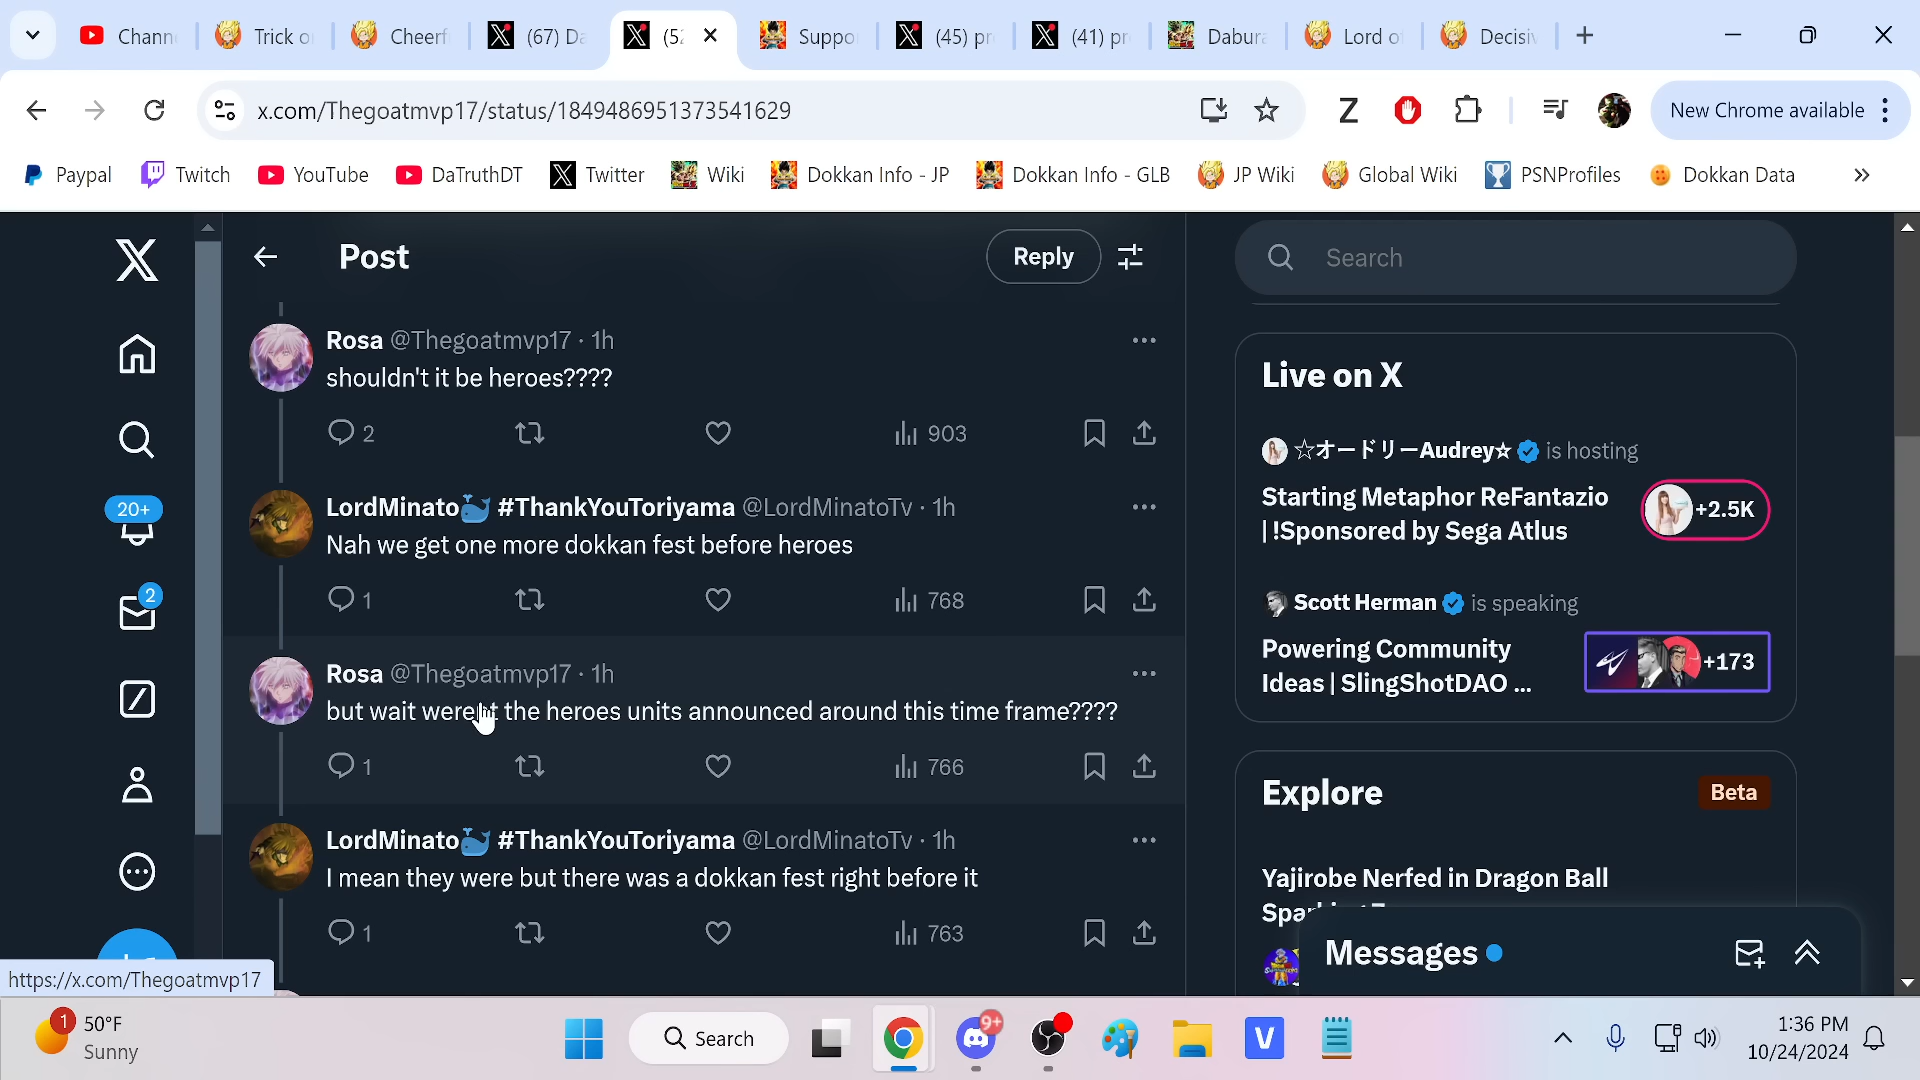 Chann
Trick o
Cheerf
(67) Da
(52
Suppo
(45) pr
(41) pr
Dabura
Lord of
Decisiv
x.com/Thegoatmvp17/status/1849486951373541629
Z
New Chrome available
Paypal
Twitch
YouTube
DaTruthDT
Twitter
Wiki
Dokkan Info - JP
Dokkan Info - GLB
JP Wiki
Global Wiki
PSNProfiles
Dokkan Data
20+
2
Post
Reply
Rosa @Thegoatmvp17 · 1h
shouldn't it be heroes????
2
903
LordMinato #ThankYouToriyama @LordMinatoTv · 1h
Nah we get one more dokkan fest before heroes
1
768
Rosa @Thegoatmvp17 · 1h
but wait werent the heroes units announced around this time frame????
1
766
LordMinato #ThankYouToriyama @LordMinatoTv · 1h
I mean they were but there was a dokkan fest right before it
1
763
Search
Live on X
☆オードリーAudrey☆ is hosting
Starting Metaphor ReFantazio
| !Sponsored by Sega Atlus
+2.5K
Scott Herman is speaking
Powering Community
Ideas | SlingShotDAO ...
+173
Explore
Beta
Yajirobe Nerfed in Dragon Ball
Messages
https://x.com/Thegoatmvp17
1
50°F
Sunny
Search
9+
V
1:36 PM
10/24/2024